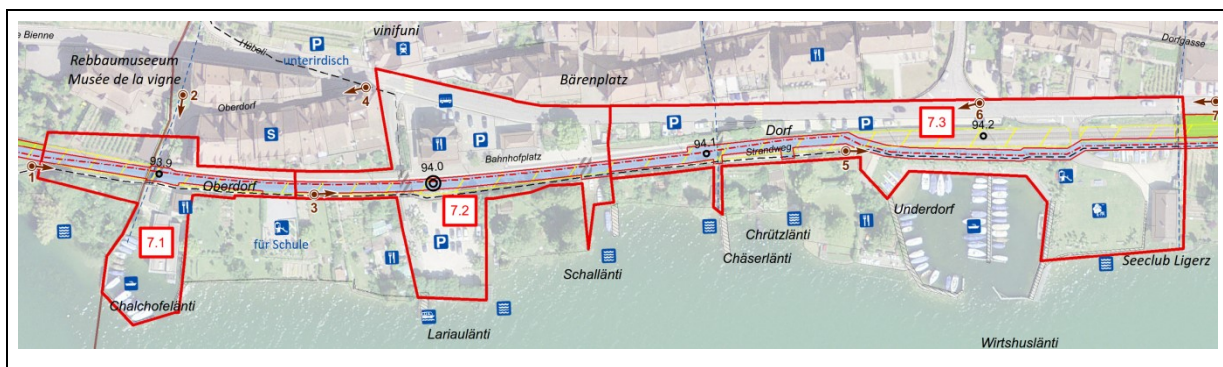 e Bienne
Rebbaumuseeum
Musée de la vigne
Häbeli
P
unterirdisch
vinifuni
Bärenplatz
Dorfgasse
Oberdorf
S
P
Bahnhofplatz
P
P
Dorf
Strandweg
1
2
3
4
5
6
7
93.9
94.0
94.1
94.2
Oberdorf
7.1
7.2
7.3
für Schule
P
Chalchofelänti
Lariaulänti
Schallänti
Chäserlänti
Chrützlänti
Underdorf
Wirtshuslänti
Seeclub Ligerz